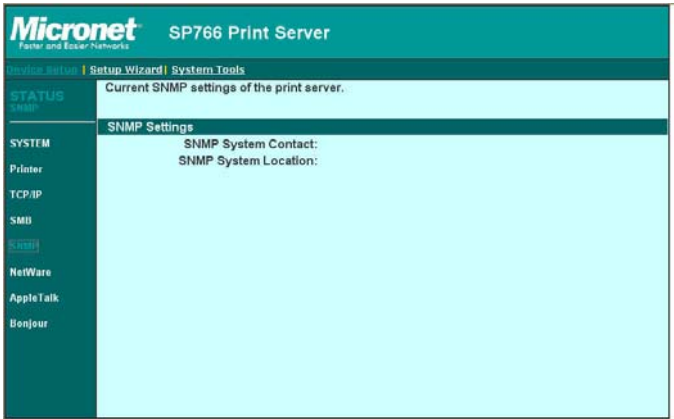 Micronet
Faster and Easier Networks
SP766 Print Server
Device Setup | Setup Wizard | System Tools
STATUS
SNMP
Current SNMP settings of the print server.
SNMP Settings
SNMP System Contact:
SNMP System Location:
SYSTEM
Printer
TCP/IP
SMB
SNMP
NetWare
AppleTalk
Bonjour